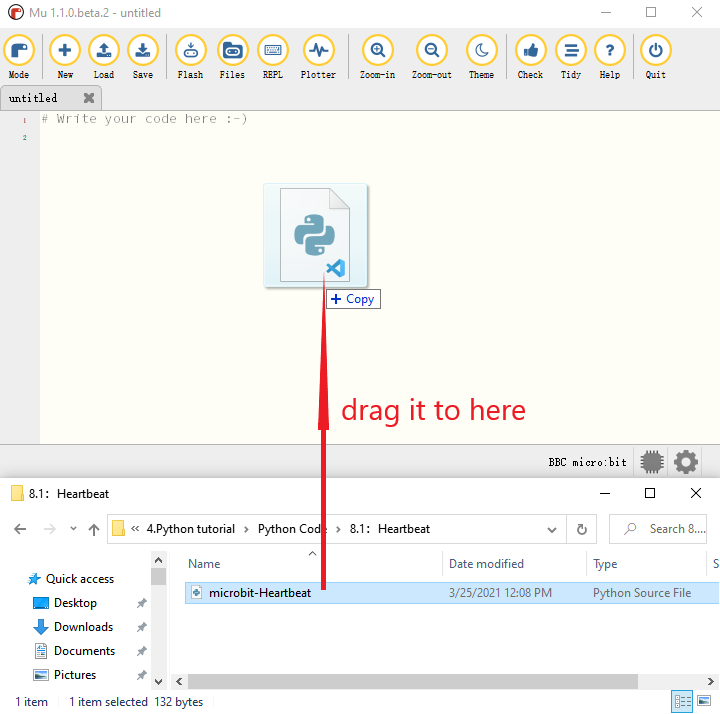 Mu 1.1.0.beta.2 - untitled
Mode New Load Save Flash Files REPL Plotter Zoom-in Zoom-out Theme Check Tidy Help Quit
untitled
1 # Write your code here :-)
2
+ Copy
drag it to here
BBC micro:bit
8.1: Heartbeat
« 4.Python tutorial > Python Code > 8.1: Heartbeat
Search 8....
Name Date modified Type S
Quick access
microbit-Heartbeat 3/25/2021 12:08 PM Python Source File
Desktop
Downloads
Documents
Pictures
1 item 1 item selected 132 bytes